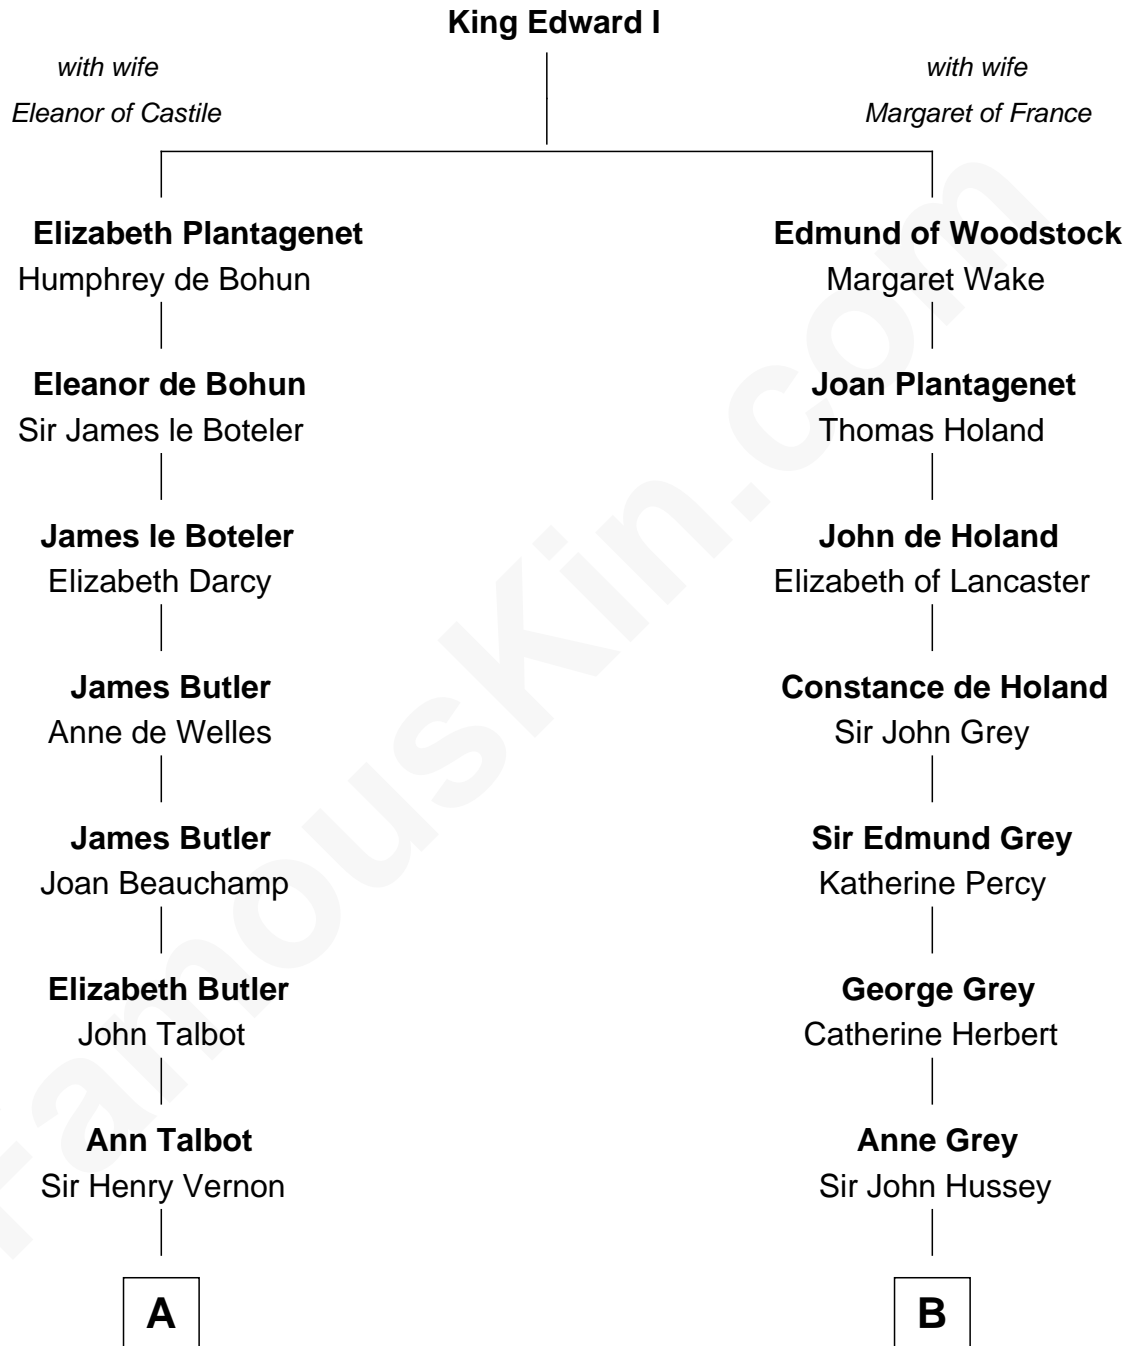 King Edward I
with wife
Eleanor of Castile
with wife
Margaret of France
Elizabeth Plantagenet
Humphrey de Bohun
Edmund of Woodstock
Margaret Wake
Eleanor de Bohun
Sir James le Boteler
Joan Plantagenet
Thomas Holand
James le Boteler
Elizabeth Darcy
John de Holand
Elizabeth of Lancaster
James Butler
Anne de Welles
Constance de Holand
Sir John Grey
James Butler
Joan Beauchamp
Sir Edmund Grey
Katherine Percy
Elizabeth Butler
John Talbot
George Grey
Catherine Herbert
Ann Talbot
Sir Henry Vernon
Anne Grey
Sir John Hussey
A
B
FamousKin.com